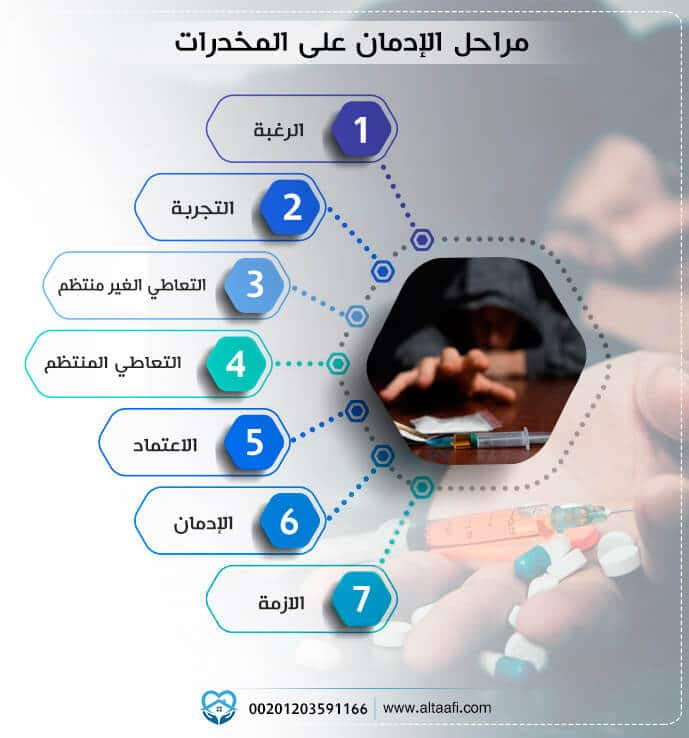 مراحل الإدمان على المخدرات
1 الرغبة
2 التجربة
3 التعاطي الغير منتظم
4 التعاطي المنتظم
5 الاعتماد
6 الإدمان
7 الازمة
00201203591166 | www.altaafi.com